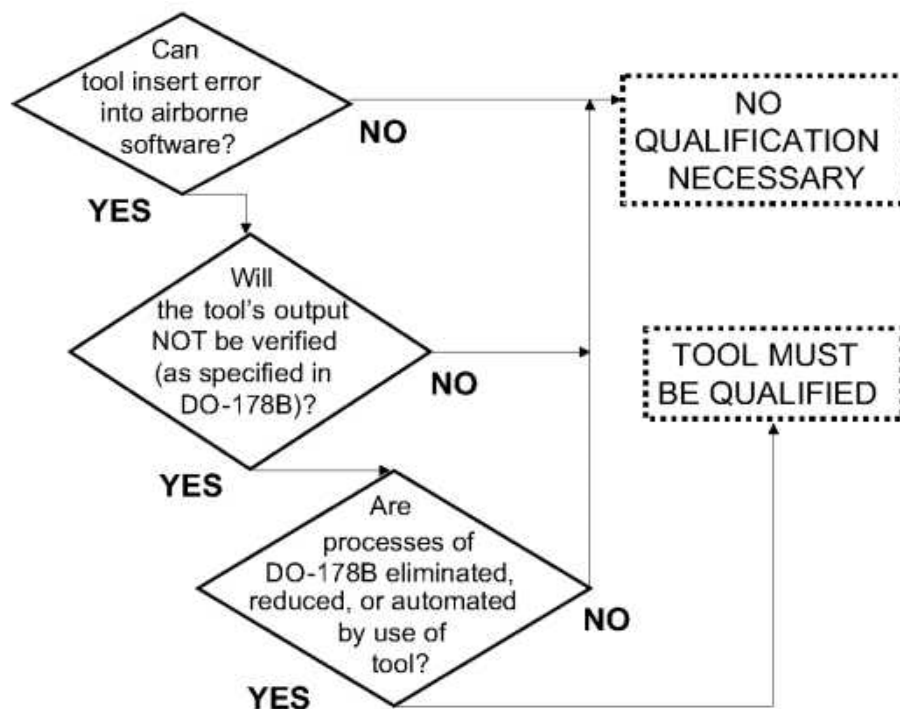 Can
tool insert error
into airborne
software?
NO
YES
NO
QUALIFICATION
NECESSARY
Will
the tool's output
NOT be verified
(as specified in
DO-178B)?
NO
YES
TOOL MUST
BE QUALIFIED
Are
processes of
DO-178B eliminated,
reduced, or automated
by use of
tool?
NO
YES